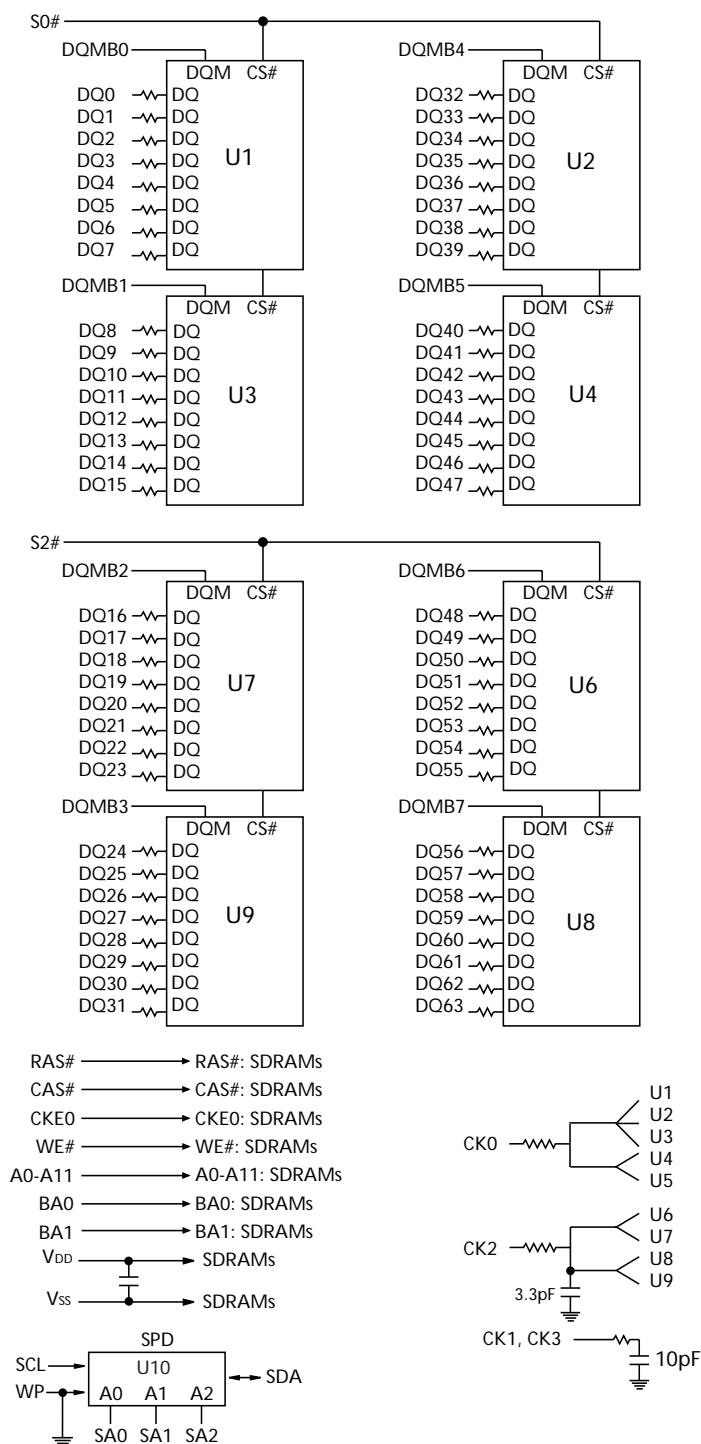 S0#
DQMB0
DQM CS#
DQ0 DQ
DQ1 DQ
DQ2 DQ
DQ3 DQ
DQ4 DQ
DQ5 DQ
DQ6 DQ
DQ7 DQ
U1
DQMB4
DQM CS#
DQ32 DQ
DQ33 DQ
DQ34 DQ
DQ35 DQ
DQ36 DQ
DQ37 DQ
DQ38 DQ
DQ39 DQ
U2
DQMB1
DQM CS#
DQ8 DQ
DQ9 DQ
DQ10 DQ
DQ11 DQ
DQ12 DQ
DQ13 DQ
DQ14 DQ
DQ15 DQ
U3
DQMB5
DQM CS#
DQ40 DQ
DQ41 DQ
DQ42 DQ
DQ43 DQ
DQ44 DQ
DQ45 DQ
DQ46 DQ
DQ47 DQ
U4
S2#
DQMB2
DQM CS#
DQ16 DQ
DQ17 DQ
DQ18 DQ
DQ19 DQ
DQ20 DQ
DQ21 DQ
DQ22 DQ
DQ23 DQ
U7
DQMB6
DQM CS#
DQ48 DQ
DQ49 DQ
DQ50 DQ
DQ51 DQ
DQ52 DQ
DQ53 DQ
DQ54 DQ
DQ55 DQ
U6
DQMB3
DQM CS#
DQ24 DQ
DQ25 DQ
DQ26 DQ
DQ27 DQ
DQ28 DQ
DQ29 DQ
DQ30 DQ
DQ31 DQ
U9
DQMB7
DQM CS#
DQ56 DQ
DQ57 DQ
DQ58 DQ
DQ59 DQ
DQ60 DQ
DQ61 DQ
DQ62 DQ
DQ63 DQ
U8
RAS# RAS#: SDRAMs
CAS# CAS#: SDRAMs
CKE0 CKE0: SDRAMs
WE# WE#: SDRAMs
A0-A11 A0-A11: SDRAMs
BA0 BA0: SDRAMs
BA1 BA1: SDRAMs
VDD SDRAMs
VSS SDRAMs
SPD
U10
SCL
WP
A0 A1 A2
SDA
SA0 SA1 SA2
CK0
U1
U2
U3
U4
U5
CK2
U6
U7
U8
U9
3.3pF
CK1, CK3
10pF